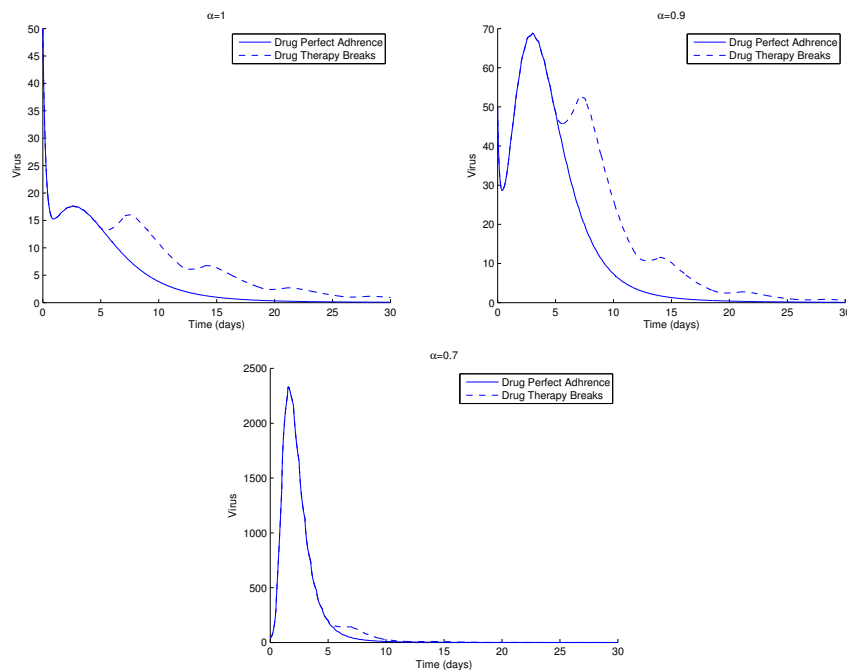 α=1
50
45
40
35
30
25
20
15
10
5
0
Virus
0 5 10 15 20 25 30
Time (days)
Drug Perfect Adhrence
Drug Therapy Breaks
α=0.9
70
60
50
40
30
20
10
0
Virus
0 5 10 15 20 25 30
Time (days)
Drug Perfect Adhrence
Drug Therapy Breaks
α=0.7
2500
2000
1500
1000
500
0
Virus
0 5 10 15 20 25 30
Time (days)
Drug Perfect Adhrence
Drug Therapy Breaks